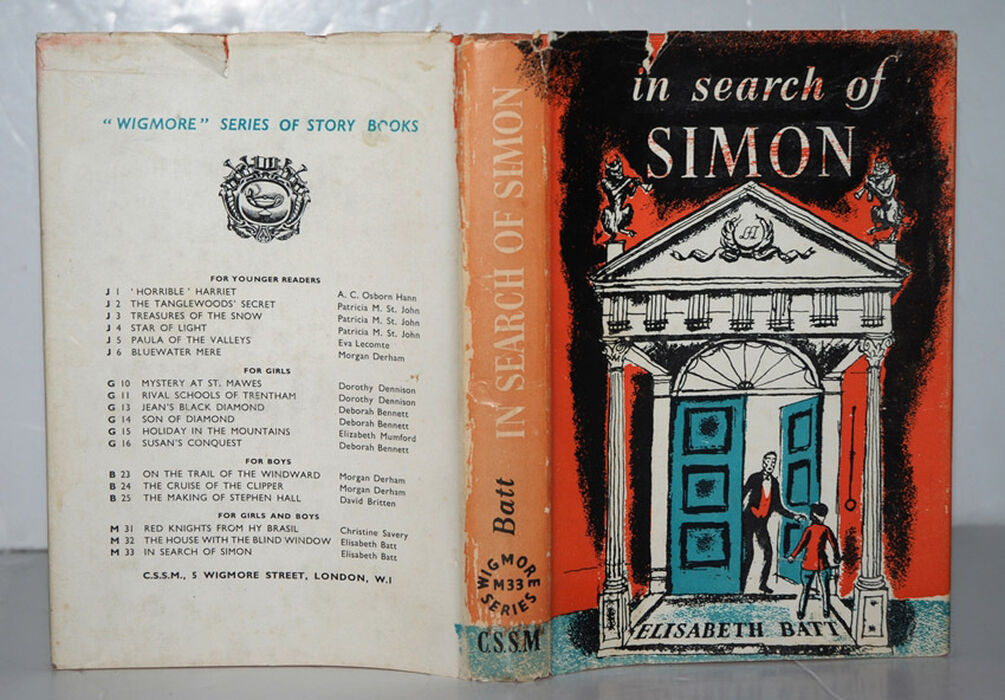 "WIGMORE" SERIES OF STORY BOOKS
FOR YOUNGER READERS
J 1 'HORRIBLE' HARRIET A. C. Osborn Hann
J 2 THE TANGLEWOODS' SECRET Patricia M. St. John
J 3 TREASURES OF THE SNOW Patricia M. St. John
J 4 STAR OF LIGHT Patricia M. St. John
J 5 PAULA OF THE VALLEYS Eva Lecomte
J 6 BLUEWATER MERE Morgan Derham
FOR GIRLS
G 10 MYSTERY AT ST. MAWES Dorothy Dennison
G 11 RIVAL SCHOOLS OF TRENTHAM Dorothy Dennison
G 13 JEAN'S BLACK DIAMOND Deborah Bennett
G 14 SON OF DIAMOND Deborah Bennett
G 15 HOLIDAY IN THE MOUNTAINS Elizabeth Mumford
G 16 SUSAN'S CONQUEST Deborah Bennett
FOR BOYS
B 23 ON THE TRAIL OF THE WINDWARD Morgan Derham
B 24 THE CRUISE OF THE CLIPPER Morgan Derham
B 25 THE MAKING OF STEPHEN HALL David Britten
FOR GIRLS AND BOYS
M 31 RED KNIGHTS FROM HY BRASIL Christine Savery
M 32 THE HOUSE WITH THE BLIND WINDOW Elisabeth Batt
M 33 IN SEARCH OF SIMON Elisabeth Batt
C.S.S.M., 5 WIGMORE STREET, LONDON, W.1
IN SEARCH OF SIMON
Batt
WIGMORE
M33
SERIES
C.S.S.M
in search of
SIMON
ELISABETH BATT